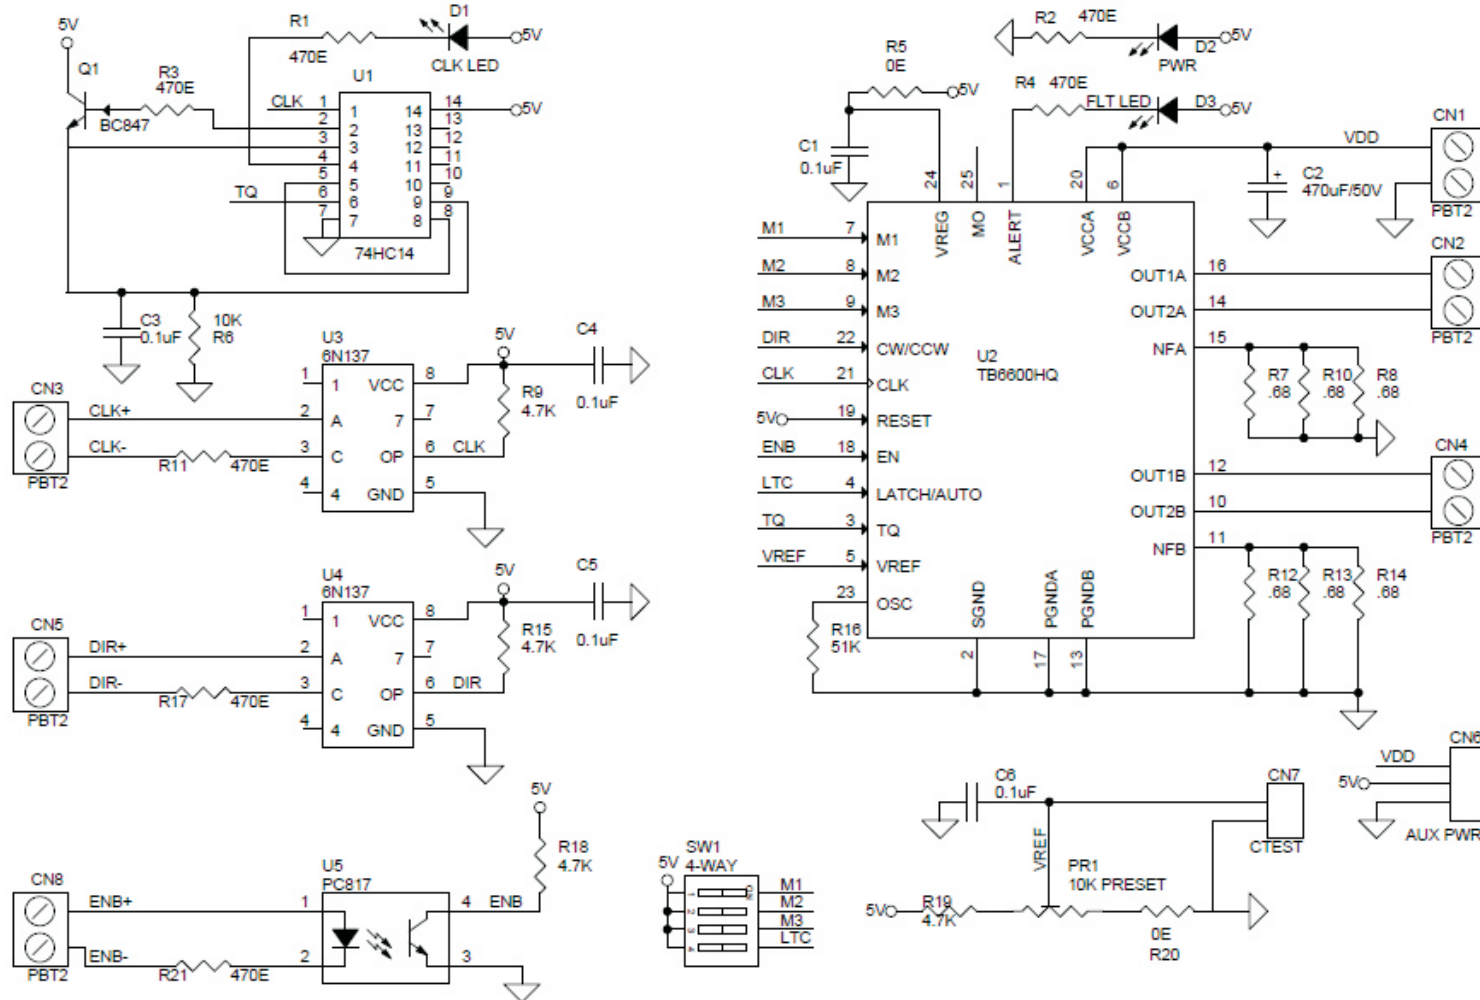 5V
Q1
BC847
R3
470E
R1
470E
D1
CLK LED
5V
U1
CLK
TQ
1
2
3
4
5
6
7
1
2
3
4
5
6
7
14
13
12
11
10
9
8
14
13
12
11
10
9
8
5V
74HC14
C3
0.1uF
10K
R6
R2
470E
D2
PWR
5V
R5
0E
5V
R4
470E
FLT LED
D3
5V
C1
0.1uF
VDD
C2
470uF/50V
+
CN1
PBT2
CN2
PBT2
24
25
1
20
6
VREG
MO
ALERT
VCCA
VCCB
M1
7
M1
M2
8
M2
M3
9
M3
DIR
22
CW/CCW
CLK
21
CLK
5V
19
RESET
ENB
18
EN
LTC
4
LATCH/AUTO
TQ
3
TQ
VREF
5
VREF
23
OSC
U2
TB6600HQ
OUT1A
16
OUT2A
14
NFA
15
OUT1B
12
OUT2B
10
NFB
11
SGND
PGNDA
PGNDB
2
17
13
R16
51K
R7
.68
R10
.68
R8
.68
CN4
PBT2
R12
.68
R13
.68
R14
.68
CN3
CLK+
CLK-
PBT2
R11
470E
U3
6N137
1
2
3
4
1
A
C
4
VCC
7
OP
GND
8
7
6
5
CLK
5V
R9
4.7K
C4
0.1uF
CN5
DIR+
DIR-
PBT2
R17
470E
U4
6N137
1
2
3
4
1
A
C
4
VCC
7
OP
GND
8
7
6
5
DIR
5V
R15
4.7K
C5
0.1uF
CN8
ENB+
ENB-
PBT2
R21
470E
U5
PC817
1
2
4
3
ENB
5V
R18
4.7K
SW1
4-WAY
5V
1
2
3
4
ON
M1
M2
M3
LTC
C6
0.1uF
VREF
PR1
10K PRESET
5V
R19
4.7K
0E
R20
CN7
CTEST
CN6
VDD
5V
AUX PWR